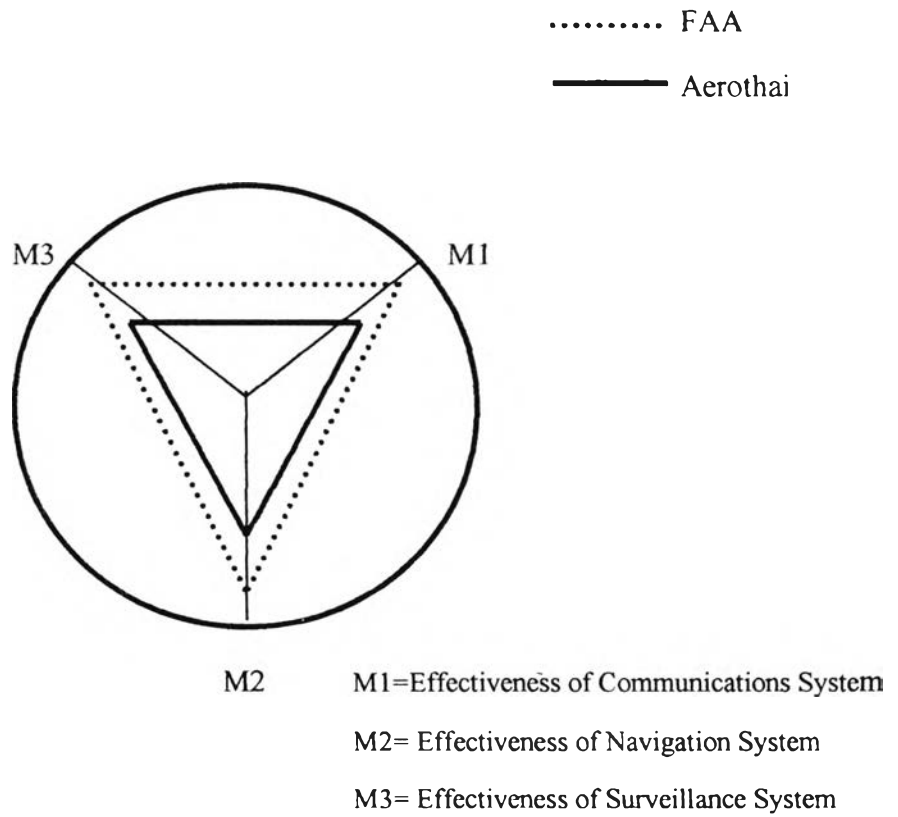 FAA
Aerothai
M3
M1
M2
M1=Effectiveness of Communications System
M2= Effectiveness of Navigation System
M3= Effectiveness of Surveillance System